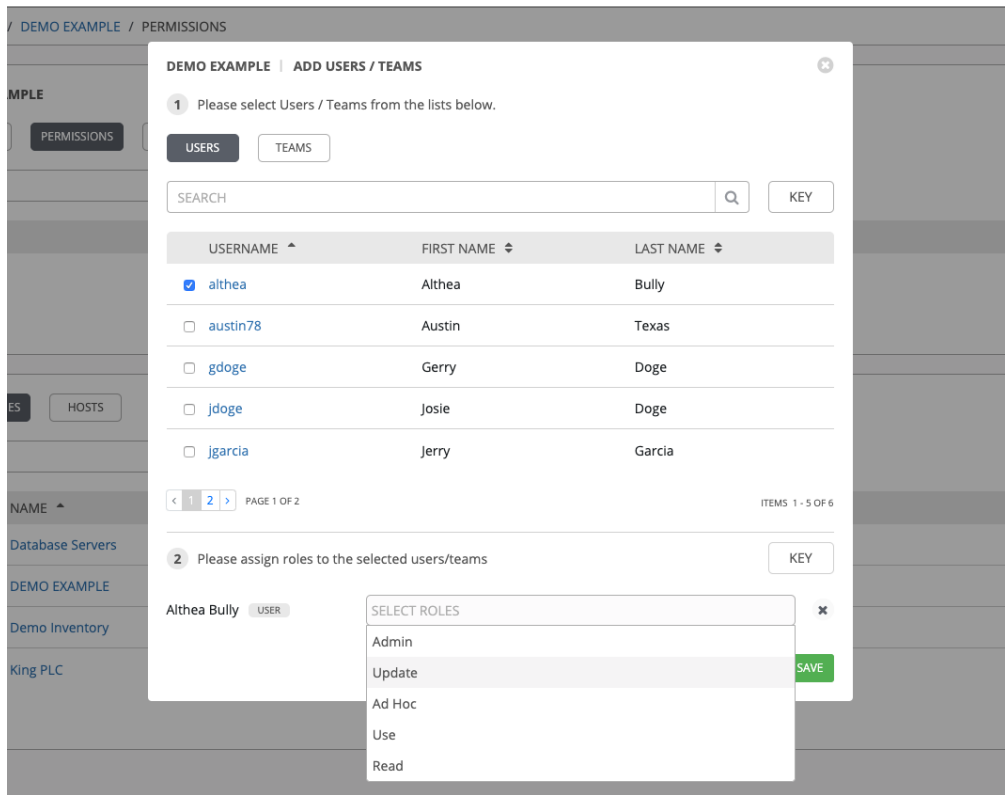 / DEMO EXAMPLE / PERMISSIONS
DEMO EXAMPLE | ADD USERS / TEAMS
MPLE
1 Please select Users / Teams from the lists below.
PERMISSIONS
USERS TEAMS
SEARCH KEY
USERNAME FIRST NAME LAST NAME
althea Althea Bully
austin78 Austin Texas
gdoge Gerry Doge
ES HOSTS
jdoge Josie Doge
jgarcia Jerry Garcia
< 1 2 > PAGE 1 OF 2 ITEMS 1 - 5 OF 6
NAME
Database Servers
2 Please assign roles to the selected users/teams KEY
DEMO EXAMPLE
Althea Bully USER SELECT ROLES
Demo Inventory
Admin
King PLC
Update SAVE
Ad Hoc
Use
Read